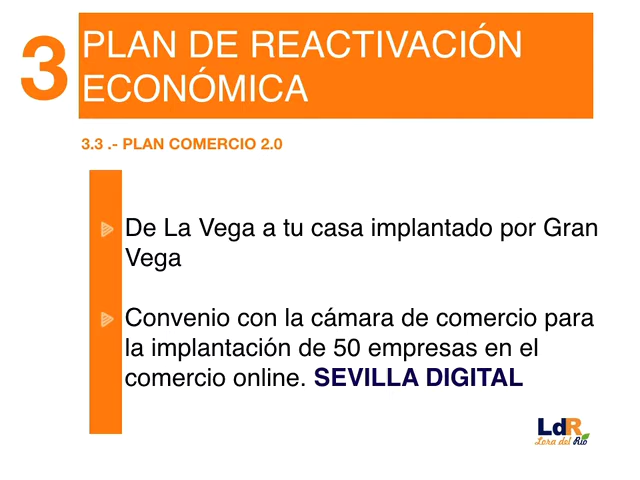 3
PLAN DE REACTIVACIÓN
ECONÓMICA
3.3 .- PLAN COMERCIO 2.0
De La Vega a tu casa implantado por Gran
Vega
Convenio con la cámara de comercio para
la implantación de 50 empresas en el
comercio online. SEVILLA DIGITAL
LdR
Lora del Río